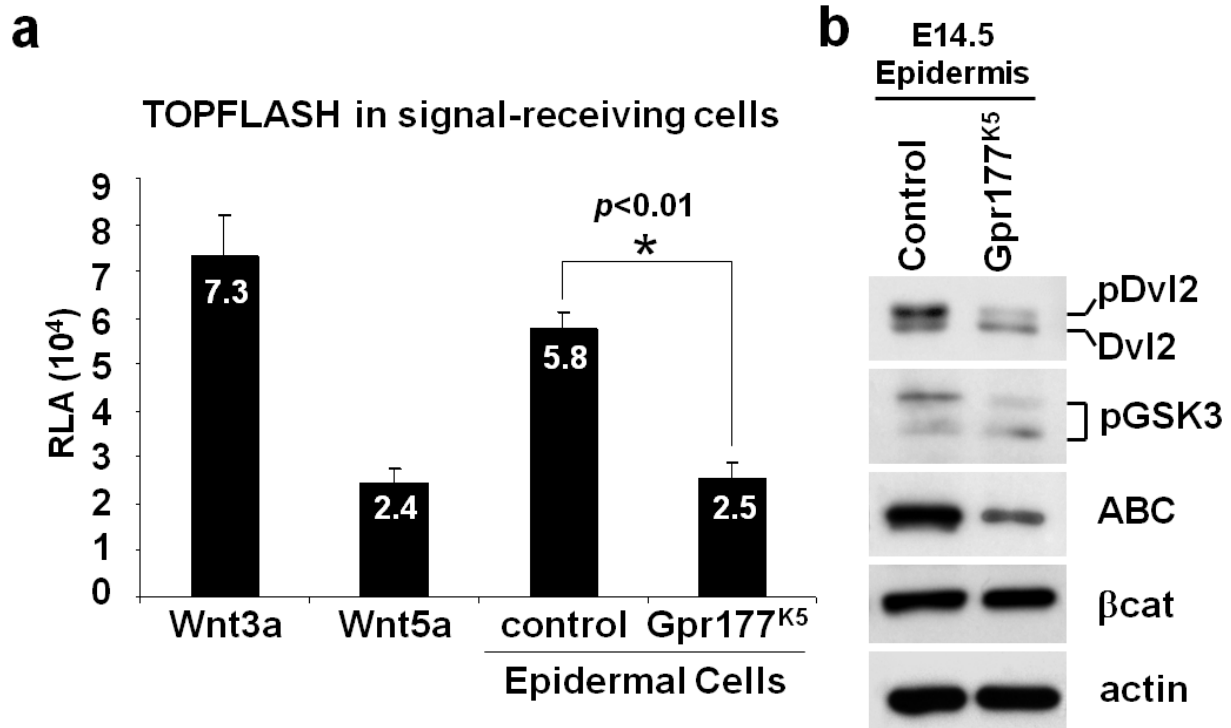 a
TOPFLASH in signal-receiving cells
RLA (10⁴)
9
8
7
6
5
4
3
2
1
0
7.3
2.4
5.8
2.5
p<0.01
*
Wnt3a
Wnt5a
control
Gpr177ᴷ⁵
Epidermal Cells
b
E14.5
Epidermis
Control
Gpr177ᴷ⁵
pDvl2
Dvl2
pGSK3
ABC
βcat
actin